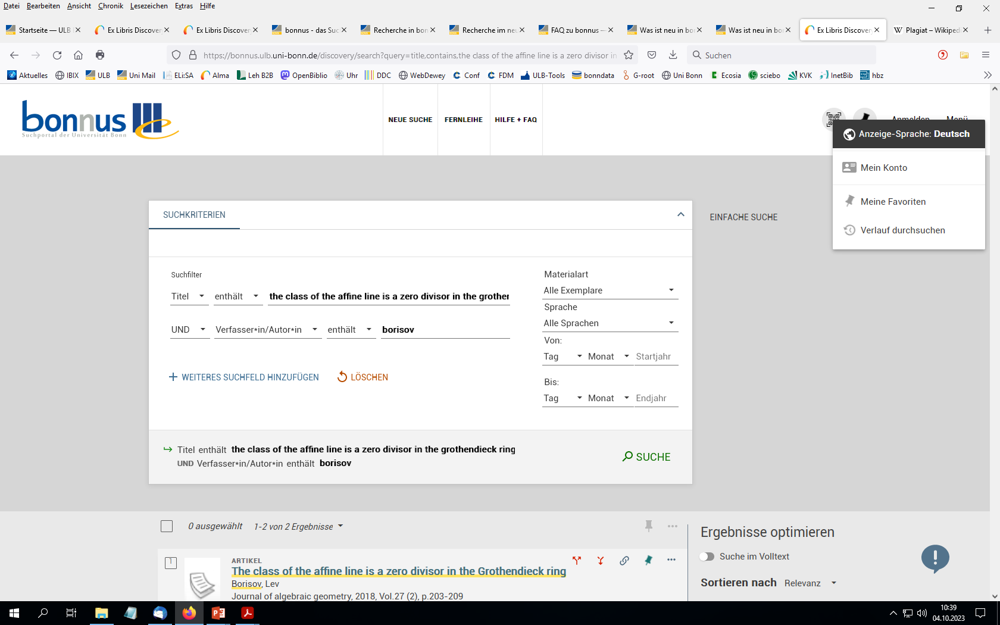 Datei Bearbeiten Ansicht Chronik Lesezeichen Extras Hilfe
Startseite — ULB
Ex Libris Discover
Ex Libris Discover
bonnus - das Suc
Recherche in bon
Recherche im neu
FAQ zu bonnus —
Was ist neu in bo
Was ist neu in bo
Ex Libris Discovery
Plagiat – Wikiped
https://bonnus.ulb.uni-bonn.de/discovery/search?query=title,contains,the class of the affine line is a zero divisor in
Suchen
Aktuelles IBIX ULB Uni Mail ELi:SA Alma Leh B2B OpenBiblio Uhr DDC WebDewey Conf FDM ULB-Tools bonndata G-root Uni Bonn Ecosia sciebo KVK InetBib hbz
bonnus
Suchportal der Universität Bonn
NEUE SUCHE FERNLEIHE HILFE + FAQ
Anmelden Menü
Anzeige-Sprache: Deutsch
Mein Konto
Meine Favoriten
Verlauf durchsuchen
SUCHKRITERIEN
EINFACHE SUCHE
Suchfilter
Titel enthält the class of the affine line is a zero divisor in the grothen
UND Verfasser*in/Autor*in enthält borisov
WEITERES SUCHFELD HINZUFÜGEN LÖSCHEN
Materialart
Alle Exemplare
Sprache
Alle Sprachen
Von:
Tag Monat Startjahr
Bis:
Tag Monat Endjahr
Titel enthält the class of the affine line is a zero divisor in the grothendieck ring
UND Verfasser*in/Autor*in enthält borisov
SUCHE
0 ausgewählt 1-2 von 2 Ergebnisse
1
ARTIKEL
The class of the affine line is a zero divisor in the Grothendieck ring
Borisov, Lev
Journal of algebraic geometry, 2018, Vol.27 (2), p.203-209
Ergebnisse optimieren
Suche im Volltext
Sortieren nach Relevanz
10:39
04.10.2023